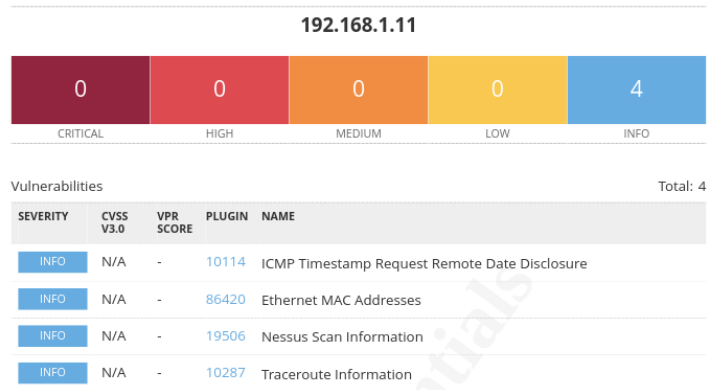 192.168.1.11
0 0 0 0 4
CRITICAL HIGH MEDIUM LOW INFO
Vulnerabilities Total: 4
SEVERITY CVSS V3.0 VPR SCORE PLUGIN NAME
INFO N/A - 10114 ICMP Timestamp Request Remote Date Disclosure
INFO N/A - 86420 Ethernet MAC Addresses
INFO N/A - 19506 Nessus Scan Information
INFO N/A - 10287 Traceroute Information